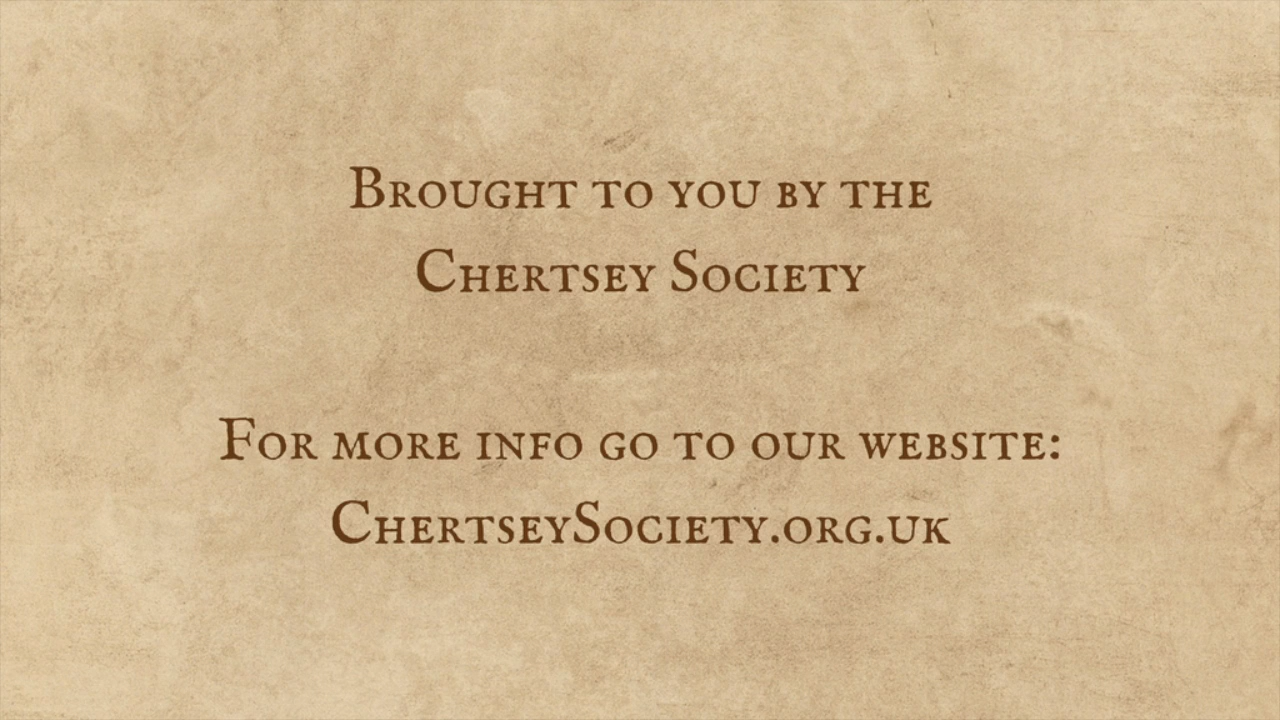 Brought to you by the
Chertsey Society
For more info go to our website:
ChertseySociety.org.uk